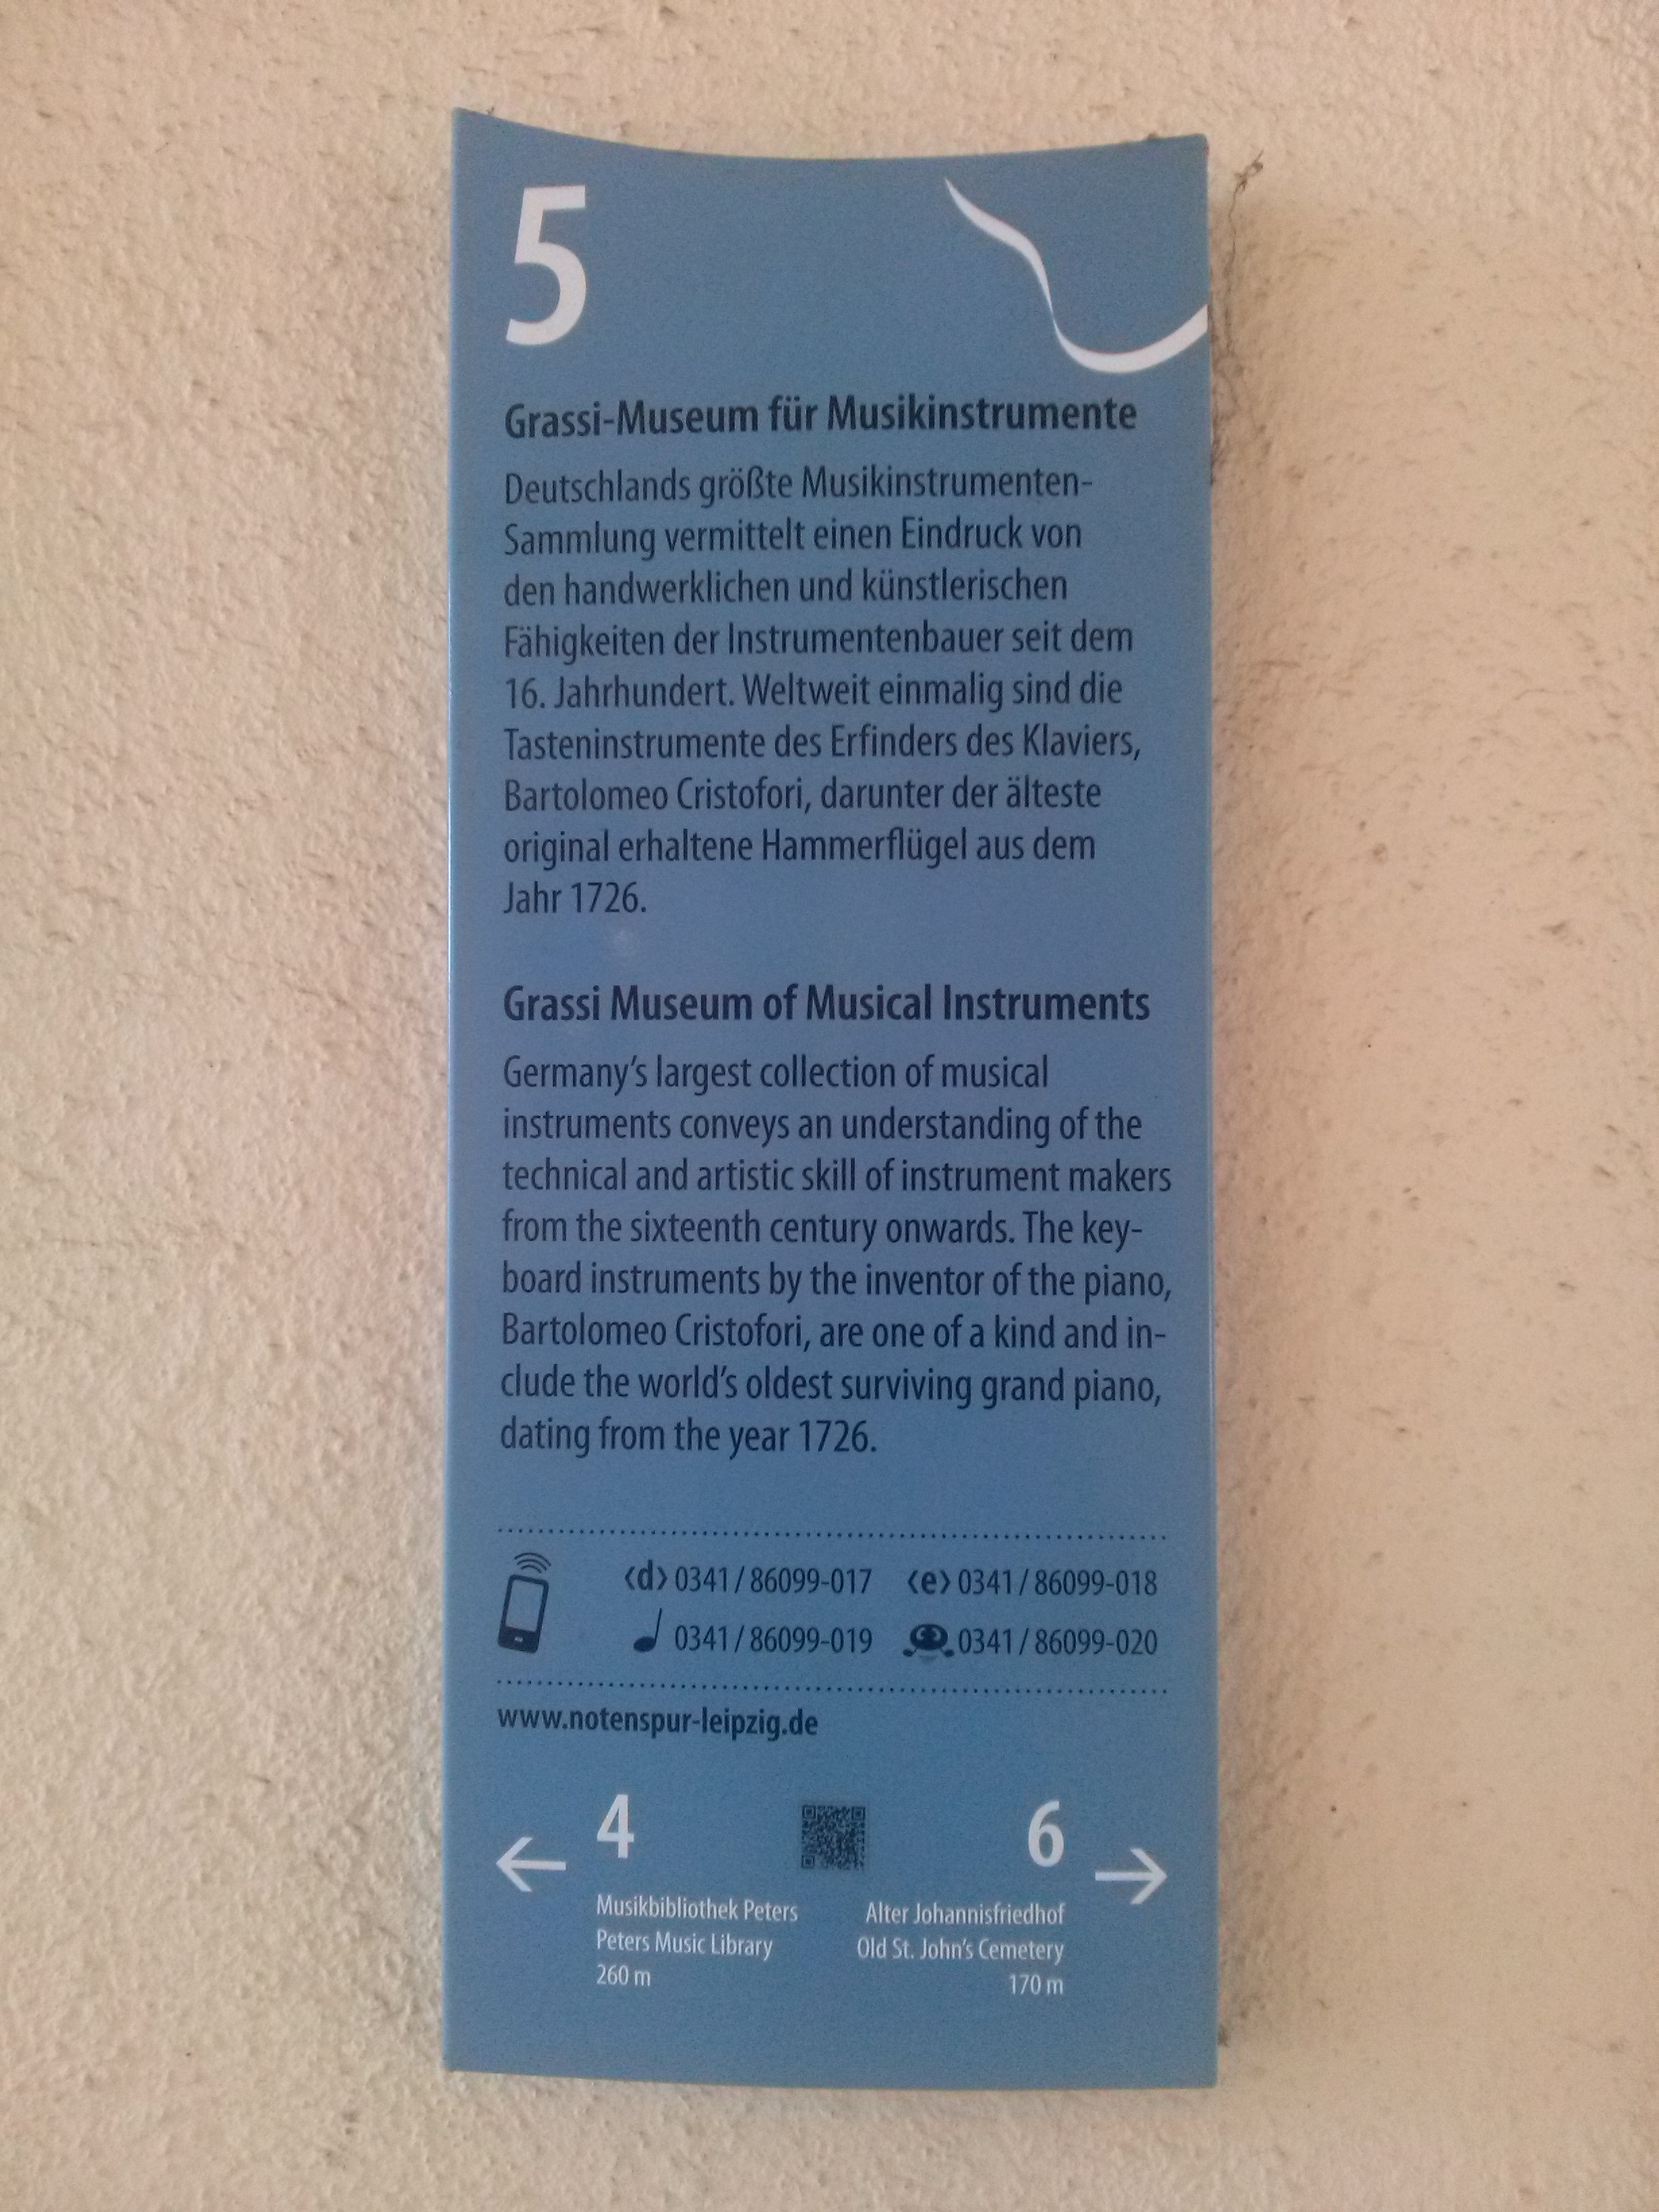 5
Grassi-Museum für Musikinstrumente
Deutschlands größte Musikinstrumenten-
Sammlung vermittelt einen Eindruck von
den handwerklichen und künstlerischen
Fähigkeiten der Instrumentenbauer seit dem
16. Jahrhundert. Weltweit einmalig sind die
Tasteninstrumente des Erfinders des Klaviers,
Bartolomeo Cristofori, darunter der älteste
original erhaltene Hammerflügel aus dem
Jahr 1726.
Grassi Museum of Musical Instruments
Germany's largest collection of musical
instruments conveys an understanding of the
technical and artistic skill of instrument makers
from the sixteenth century onwards. The key-
board instruments by the inventor of the piano,
Bartolomeo Cristofori, are one of a kind and in-
clude the world's oldest surviving grand piano,
dating from the year 1726.
‹d› 0341 / 86099-017 ‹e› 0341 / 86099-018
0341 / 86099-019 0341 / 86099-020
www.notenspur-leipzig.de
← 4
Musikbibliothek Peters
Peters Music Library
260 m
6 →
Alter Johannisfriedhof
Old St. John's Cemetery
170 m